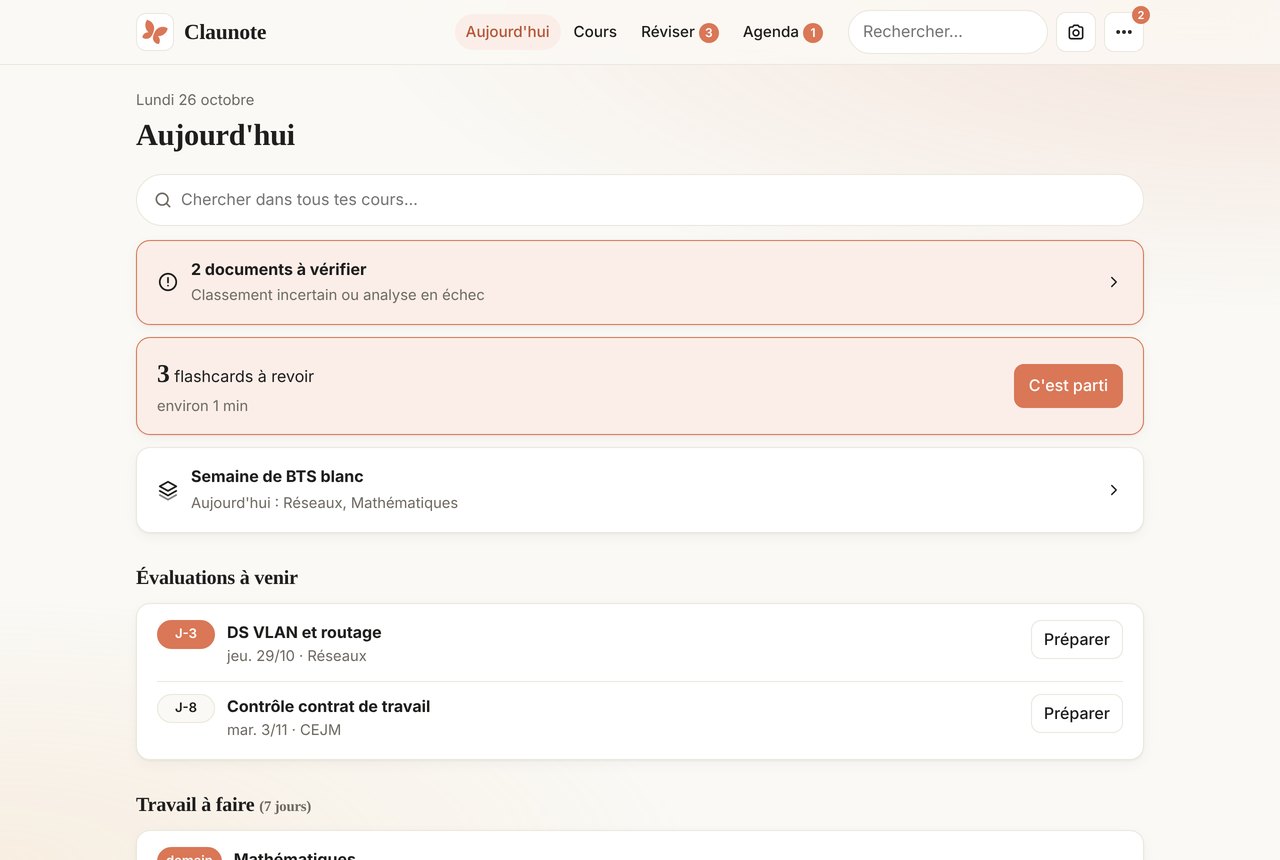 Claunote
Aujourd'hui
Cours
Réviser 3
Agenda 1
Rechercher...
2
Lundi 26 octobre
Aujourd'hui
Chercher dans tous tes cours...
2 documents à vérifier
Classement incertain ou analyse en échec
3 flashcards à revoir
environ 1 min
C'est parti
Semaine de BTS blanc
Aujourd'hui : Réseaux, Mathématiques
Évaluations à venir
J-3
DS VLAN et routage
jeu. 29/10 · Réseaux
Préparer
J-8
Contrôle contrat de travail
mar. 3/11 · CEJM
Préparer
Travail à faire (7 jours)
demain
Mathématiques